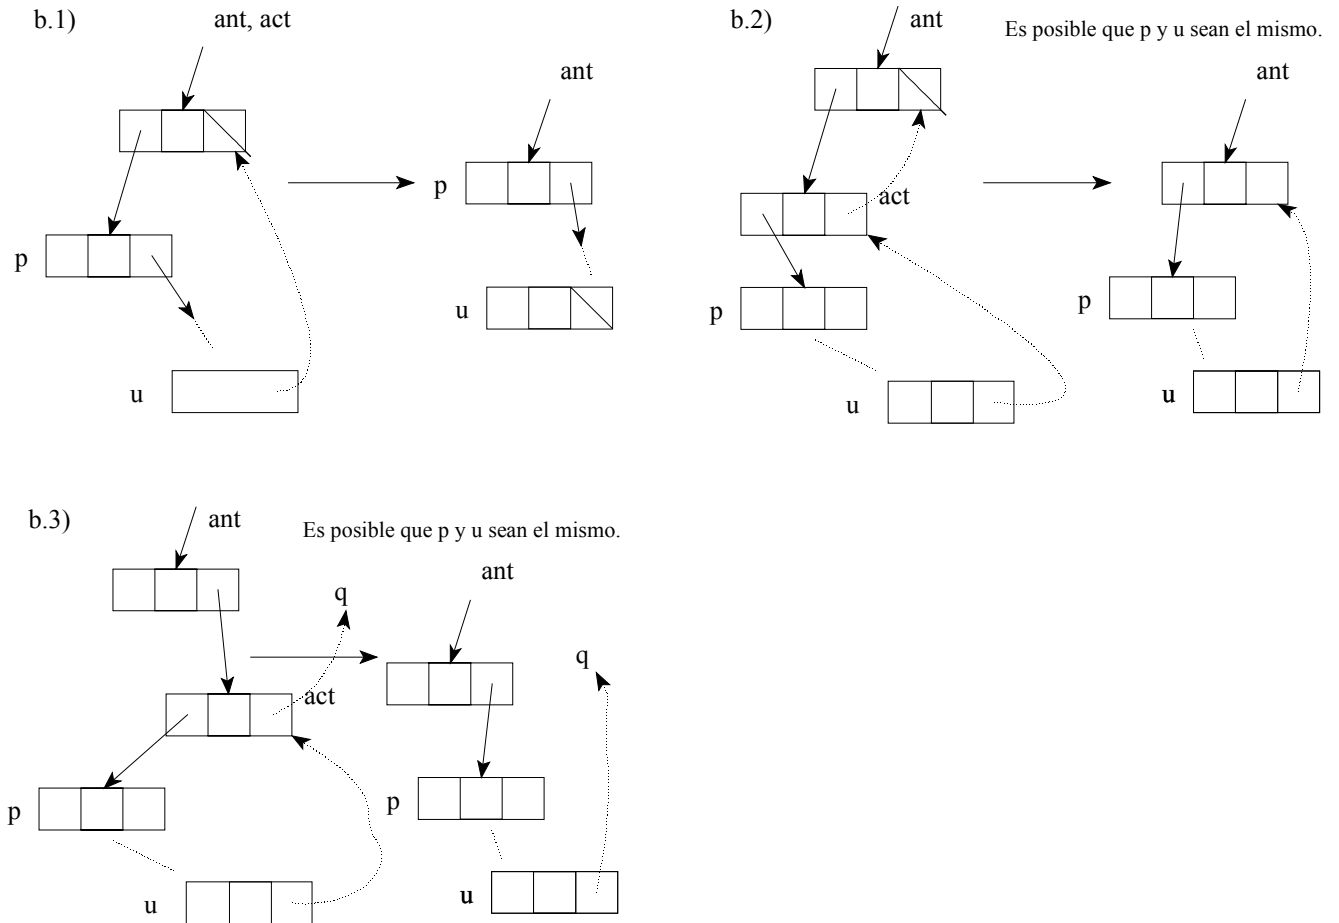 b.1)
ant, act
ant
p
p
u
u
b.2)
ant
Es posible que p y u sean el mismo.
ant
act
p
p
u
u
b.3)
ant
Es posible que p y u sean el mismo.
ant
q
q
act
p
p
u
u